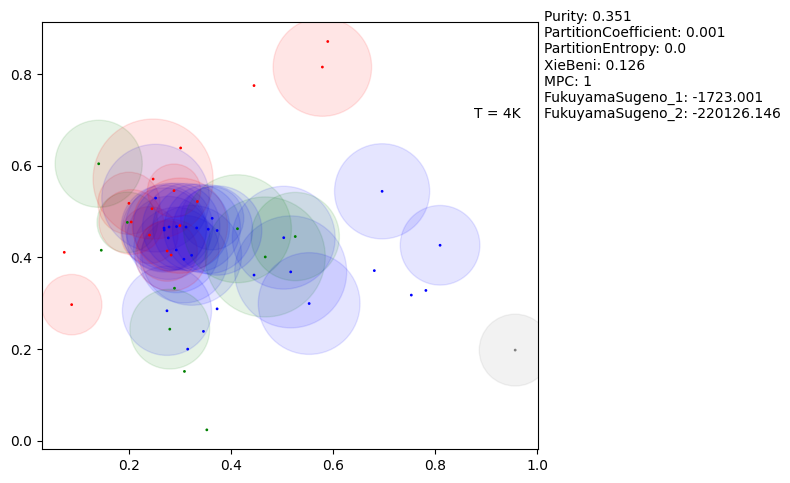 Purity: 0.351
PartitionCoefficient: 0.001
PartitionEntropy: 0.0
XieBeni: 0.126
MPC: 1
FukuyamaSugeno_1: -1723.001
FukuyamaSugeno_2: -220126.146
T = 4K
0.8
0.6
0.4
0.2
0.0
0.2 0.4 0.6 0.8 1.0